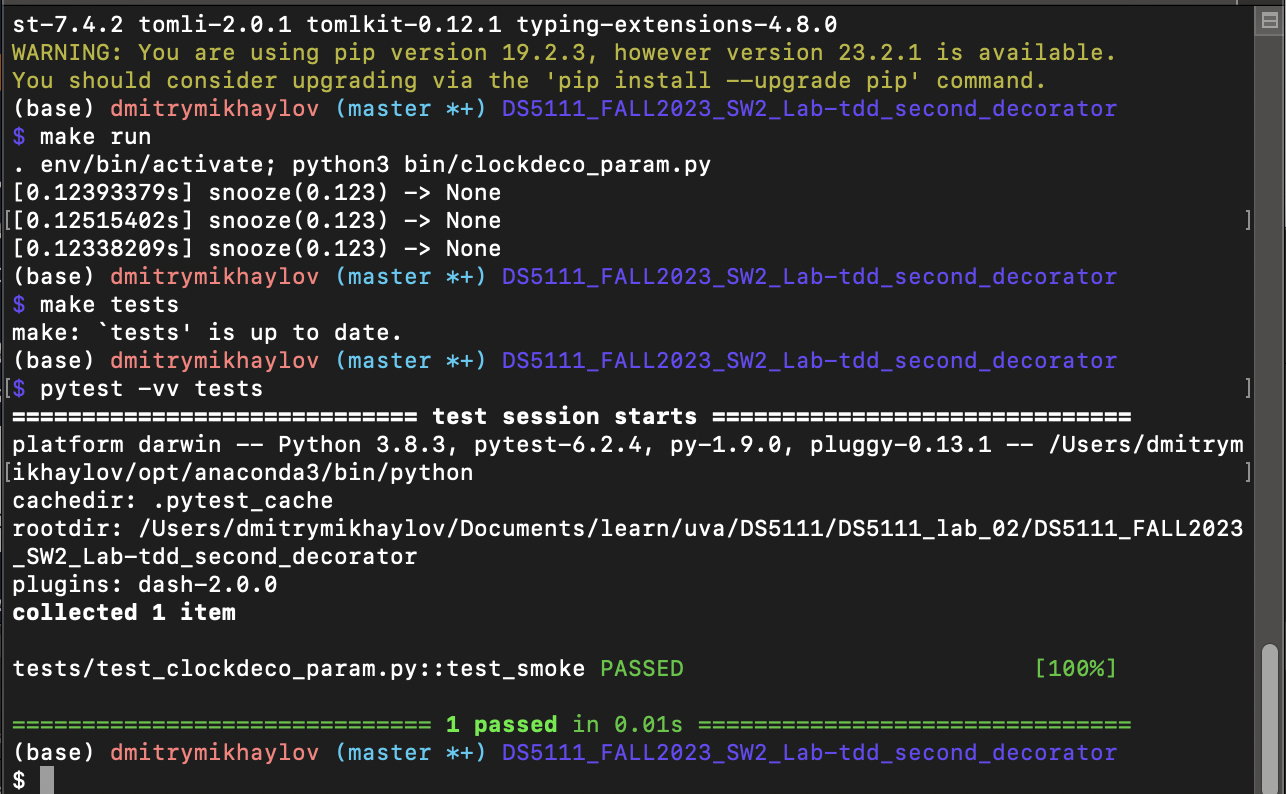 st-7.4.2 tomli-2.0.1 tomlkit-0.12.1 typing-extensions-4.8.0
WARNING: You are using pip version 19.2.3, however version 23.2.1 is available.
You should consider upgrading via the 'pip install --upgrade pip' command.
(base) dmitrymikhaylov (master *+) DS5111_FALL2023_SW2_Lab-tdd_second_decorator
$ make run
. env/bin/activate; python3 bin/clockdeco_param.py
[0.12393379s] snooze(0.123) -> None
[[0.12515402s] snooze(0.123) -> None ]
[0.12338209s] snooze(0.123) -> None
(base) dmitrymikhaylov (master *+) DS5111_FALL2023_SW2_Lab-tdd_second_decorator
$ make tests
make: `tests' is up to date.
(base) dmitrymikhaylov (master *+) DS5111_FALL2023_SW2_Lab-tdd_second_decorator
[$ pytest -vv tests ]
============================= test session starts ==============================
platform darwin -- Python 3.8.3, pytest-6.2.4, py-1.9.0, pluggy-0.13.1 -- /Users/dmitrym
[ikhaylov/opt/anaconda3/bin/python ]
cachedir: .pytest_cache
rootdir: /Users/dmitrymikhaylov/Documents/learn/uva/DS5111/DS5111_lab_02/DS5111_FALL2023
_SW2_Lab-tdd_second_decorator
plugins: dash-2.0.0
collected 1 item
tests/test_clockdeco_param.py::test_smoke PASSED [100%]
============================== 1 passed in 0.01s ===============================
(base) dmitrymikhaylov (master *+) DS5111_FALL2023_SW2_Lab-tdd_second_decorator
$